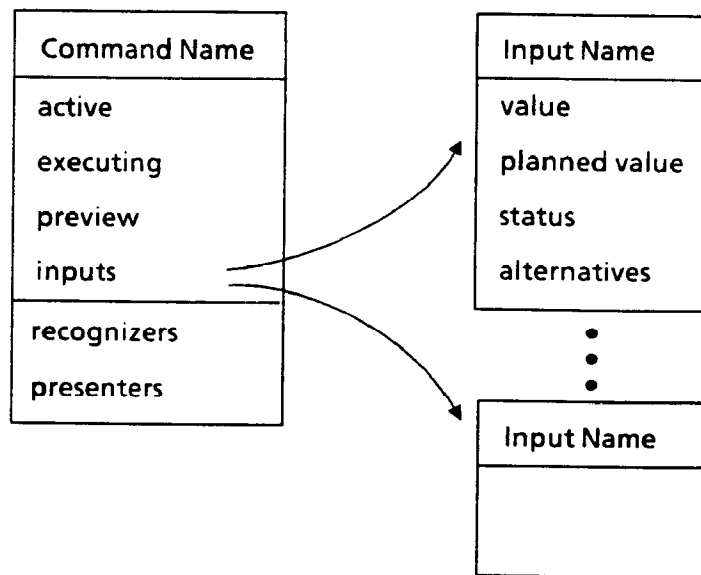 Command Name
active
executing
preview
inputs
recognizers
presenters
Input Name
value
planned value
status
alternatives
Input Name